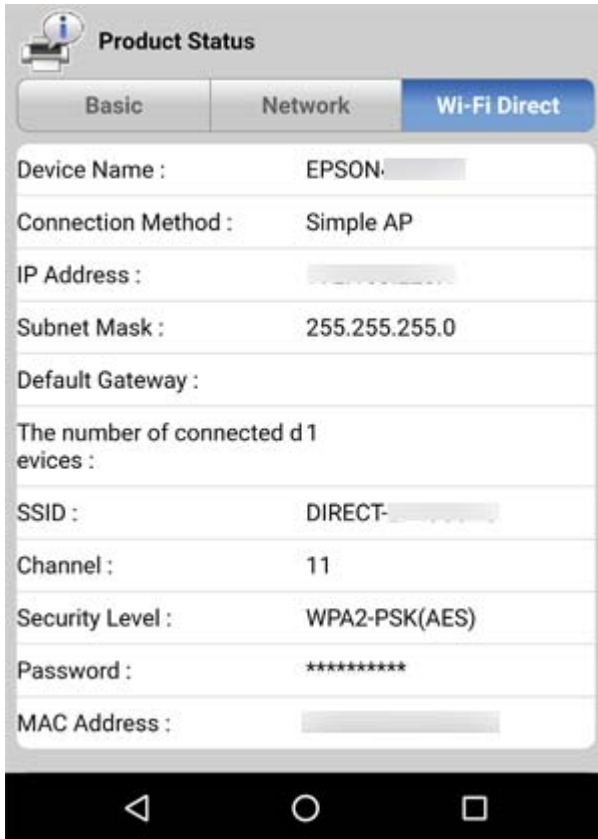 Product Status
Basic Network Wi-Fi Direct
Device Name : EPSON
Connection Method : Simple AP
IP Address :
Subnet Mask : 255.255.255.0
Default Gateway :
The number of connected d 1
evices :
SSID : DIRECT-
Channel : 11
Security Level : WPA2-PSK(AES)
Password : **********
MAC Address :